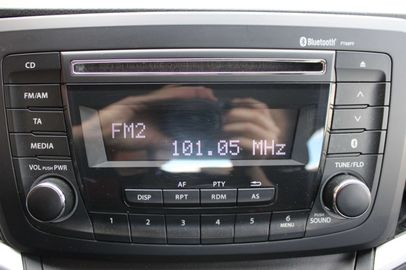 Bluetooth
CD
FM/AM
TA
MEDIA
VOL PUSH PWR
FM2
101.05 MHz
TUNE/FLD
AF PTY
DISP RPT RDM AS
1 2 3 4 5 6
MENU
PUSH
SOUND